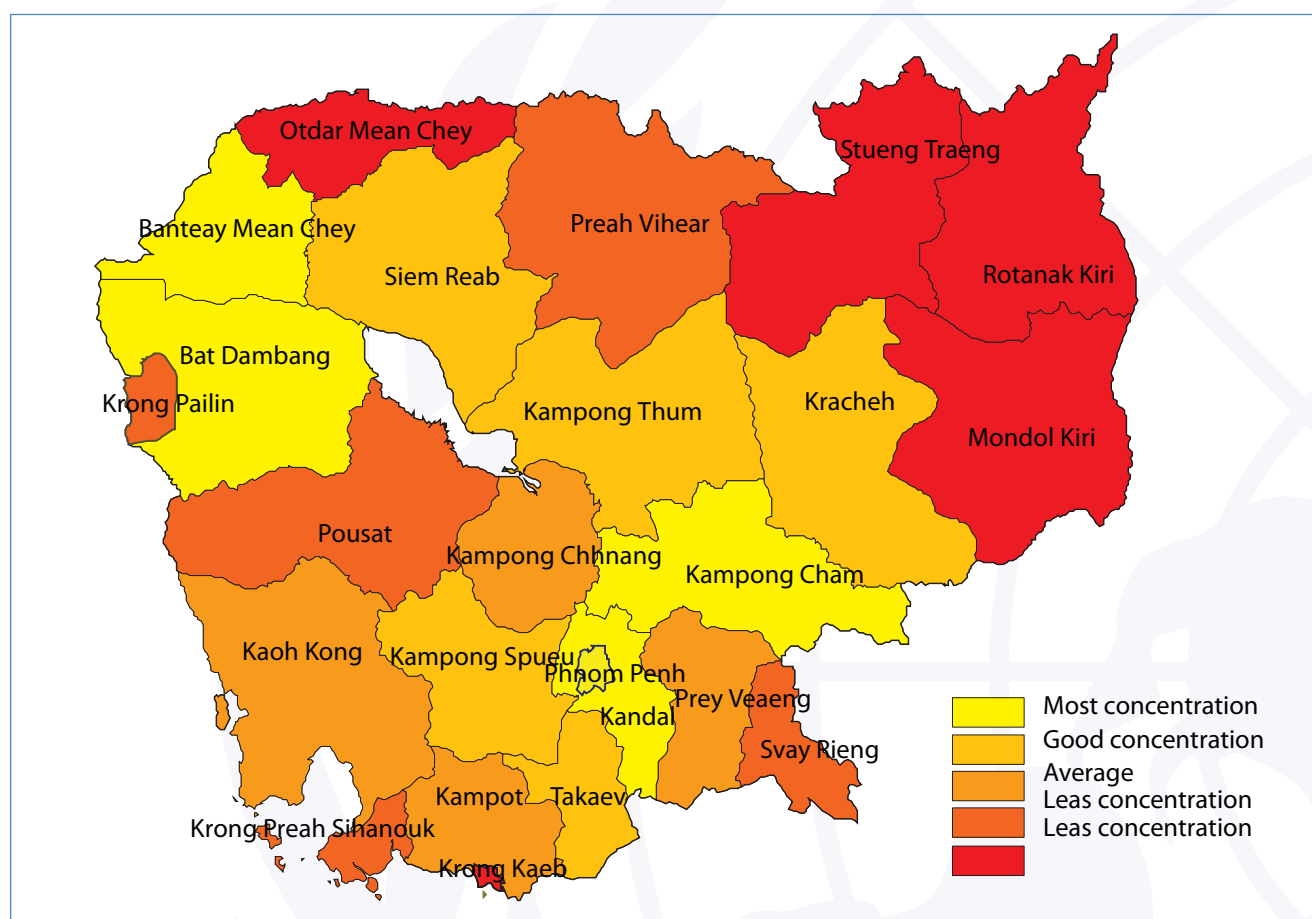 Otdar Mean Chey
Stueng Traeng
Banteay Mean Chey
Preah Vihear
Siem Reab
Rotanak Kiri
Bat Dambang
Krong Pailin
Kampong Thum
Kracheh
Mondol Kiri
Pousat
Kampong Chhnang
Kampong Cham
Kaoh Kong
Kampong Spueu
Phnom Penh
Prey Veaeng
Kandal
Svay Rieng
Kampot
Takaev
Krong Preah Sihanouk
Krong Kaeb
Most concentration
Good concentration
Average
Leas concentration
Leas concentration